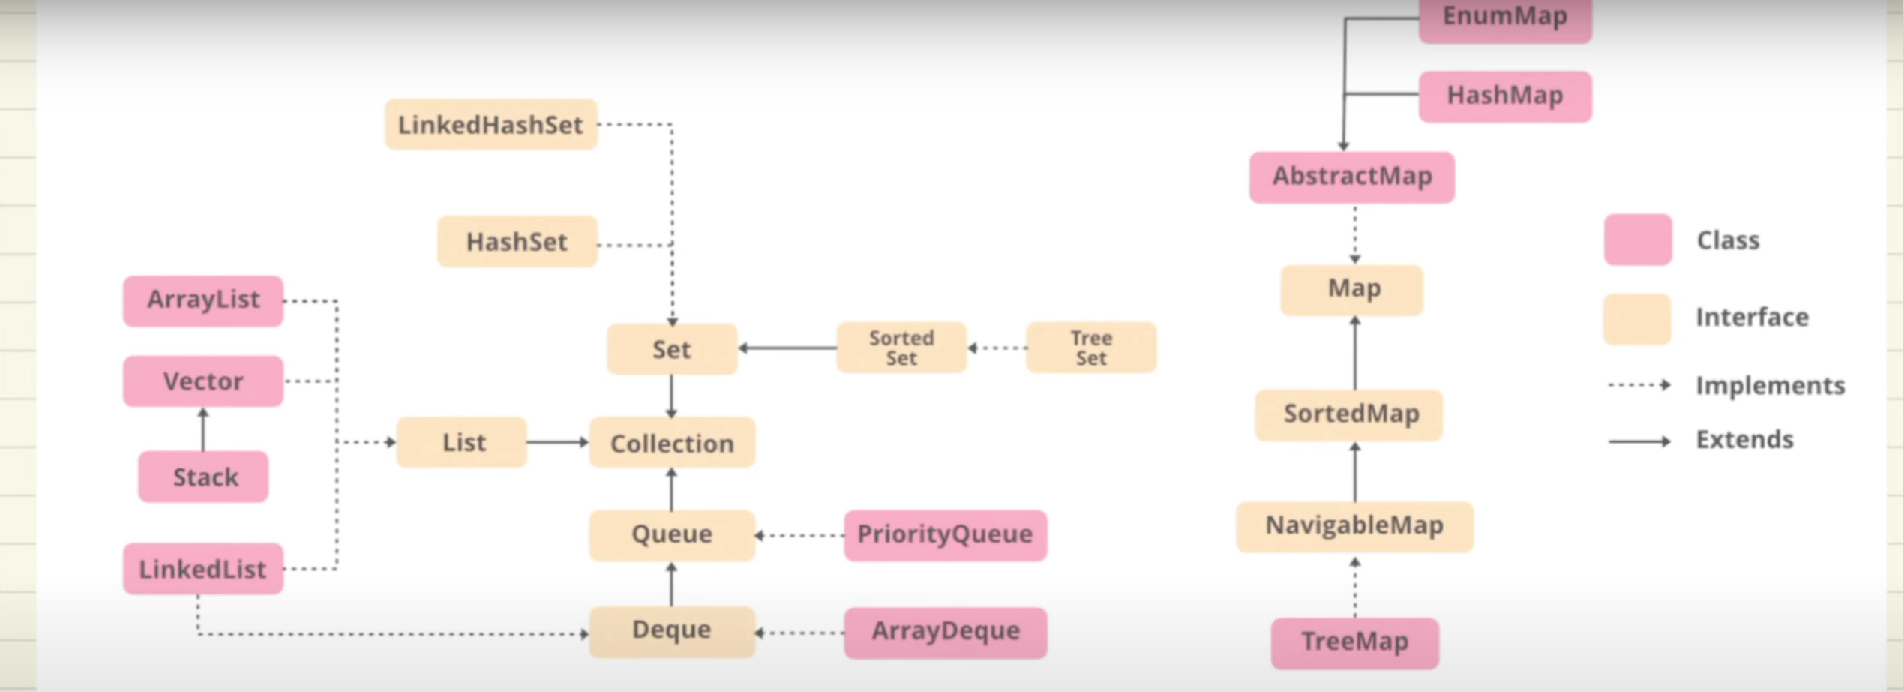 EnumMap
HashMap
LinkedHashSet
AbstractMap
HashSet
Class
ArrayList
Map
Interface
Set
Sorted
Set
Tree
Set
Vector
Implements
List
Collection
SortedMap
Extends
Stack
Queue
PriorityQueue
NavigableMap
LinkedList
Deque
ArrayDeque
TreeMap